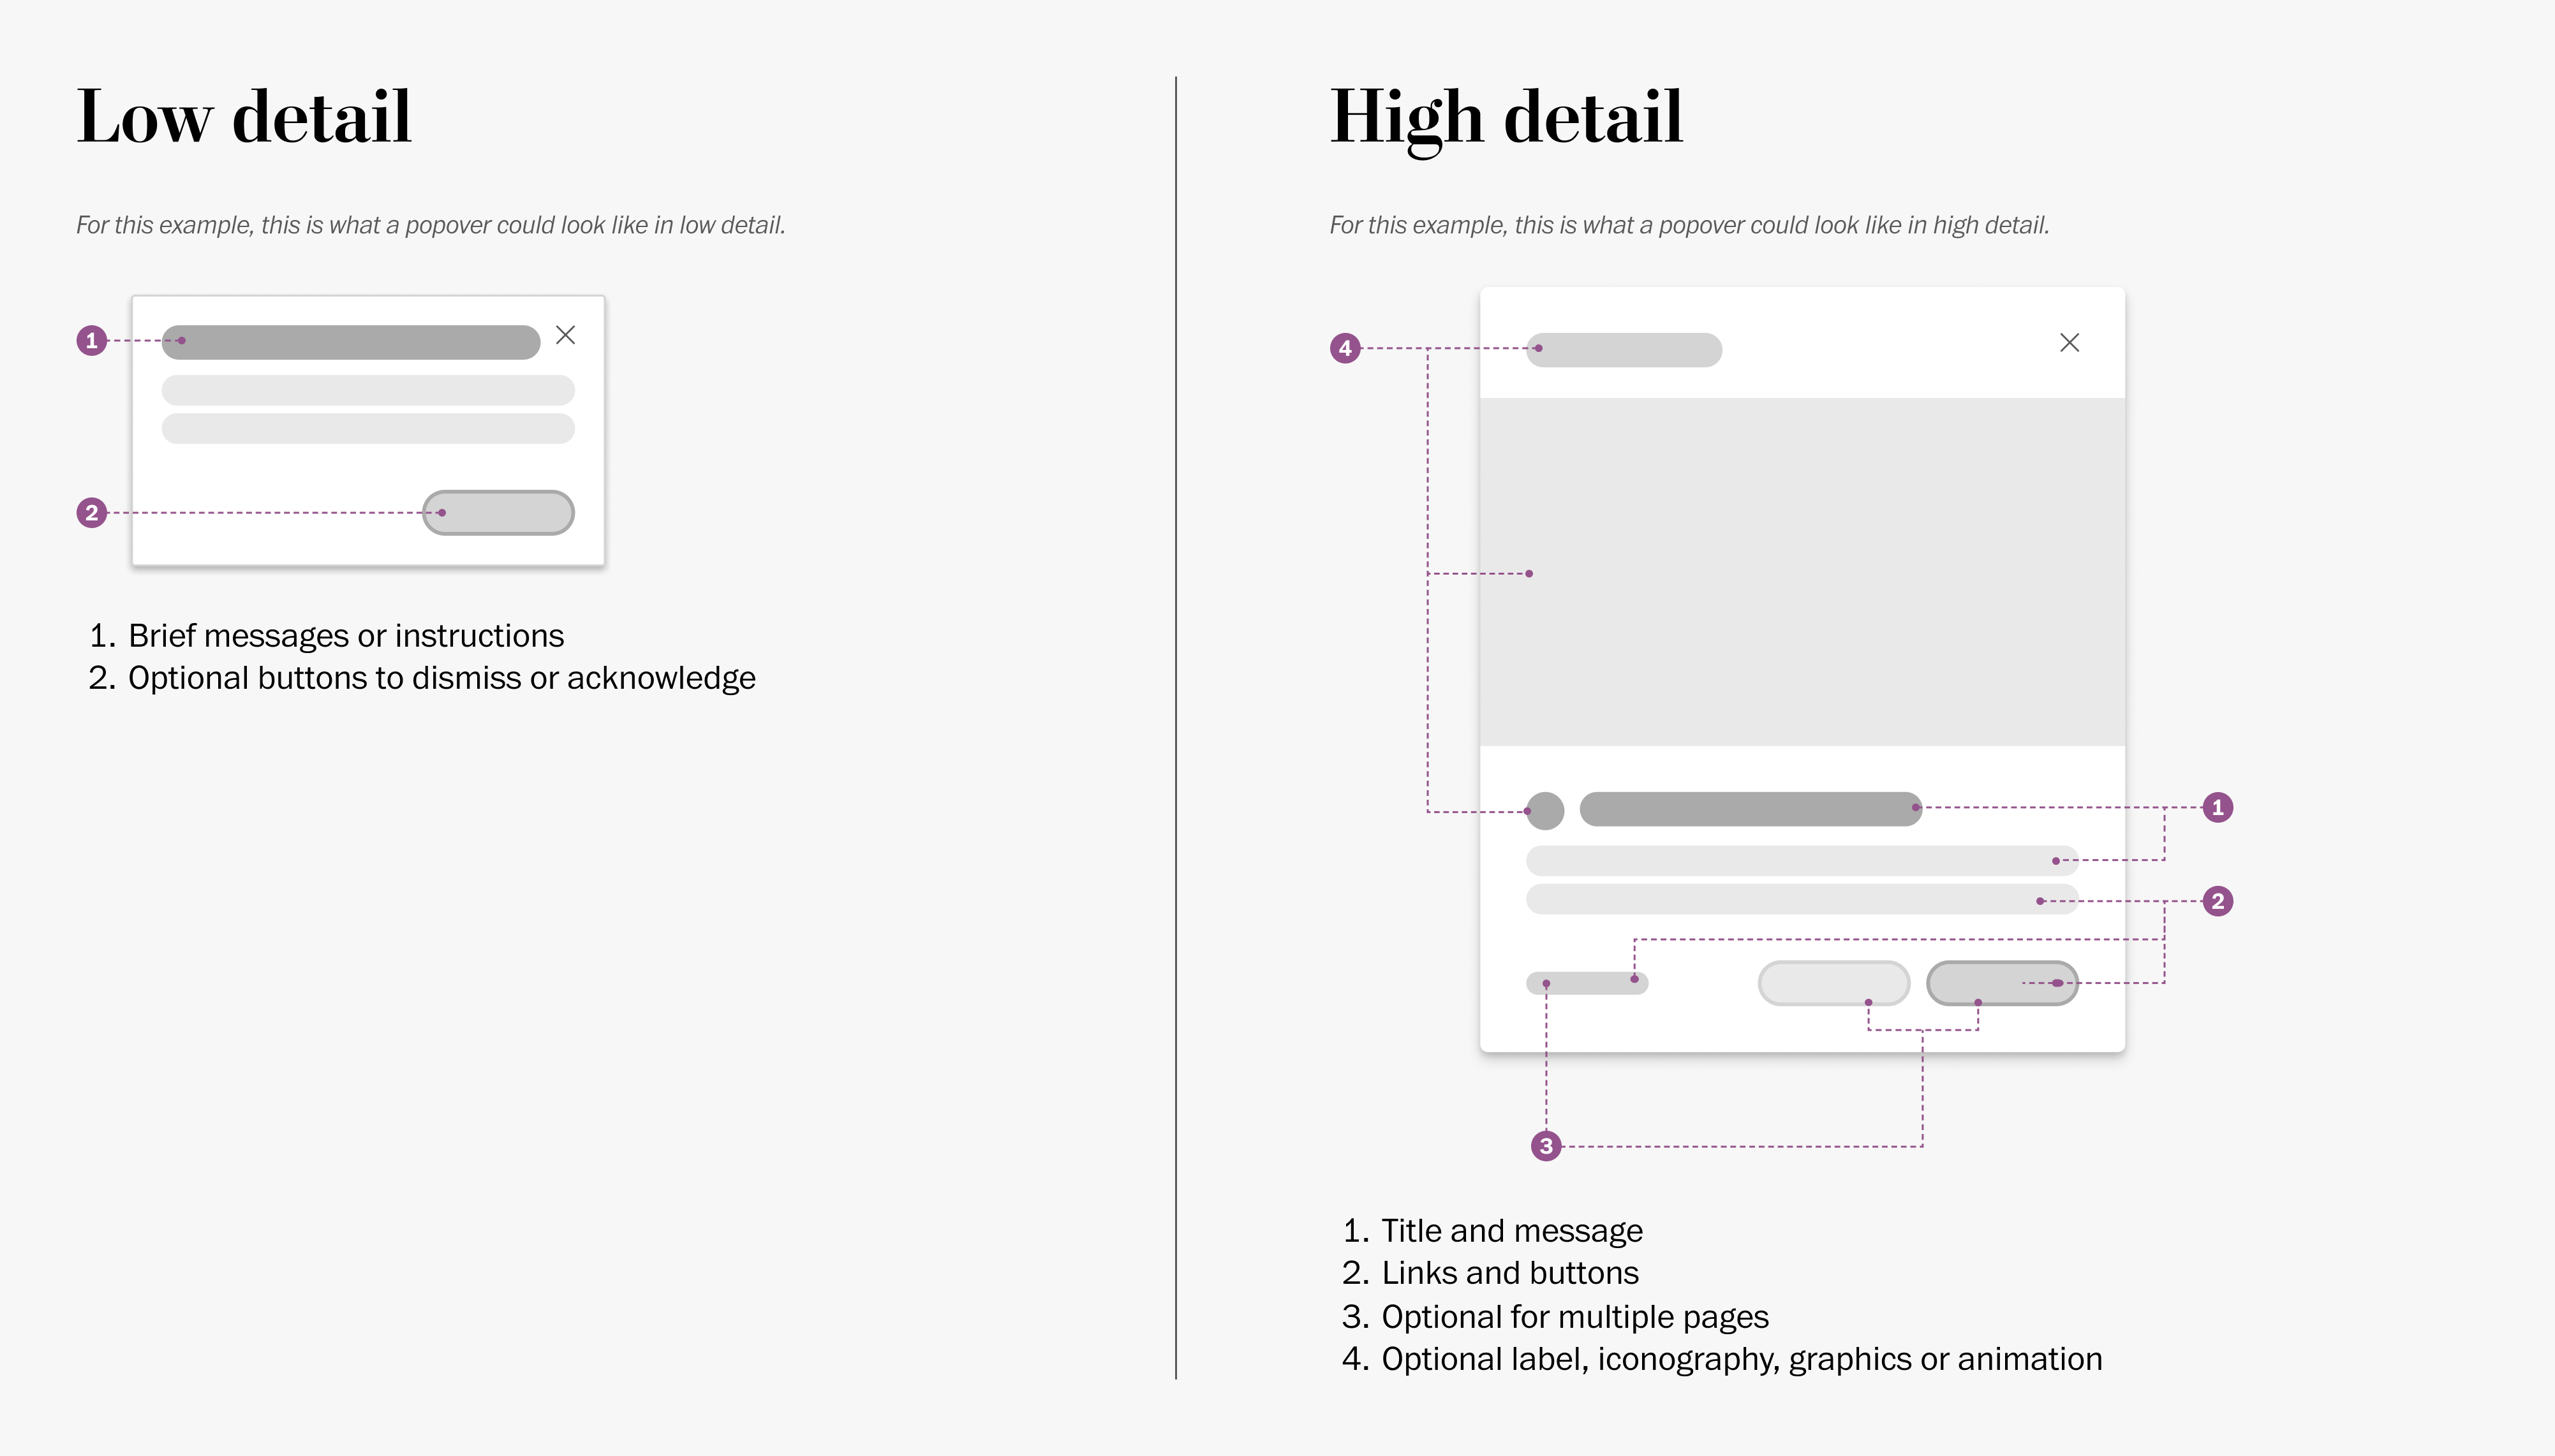 Low detail
For this example, this is what a popover could look like in low detail.
1
2
1. Brief messages or instructions
2. Optional buttons to dismiss or acknowledge
High detail
For this example, this is what a popover could look like in high detail.
4
1
2
3
1. Title and message
2. Links and buttons
3. Optional for multiple pages
4. Optional label, iconography, graphics or animation